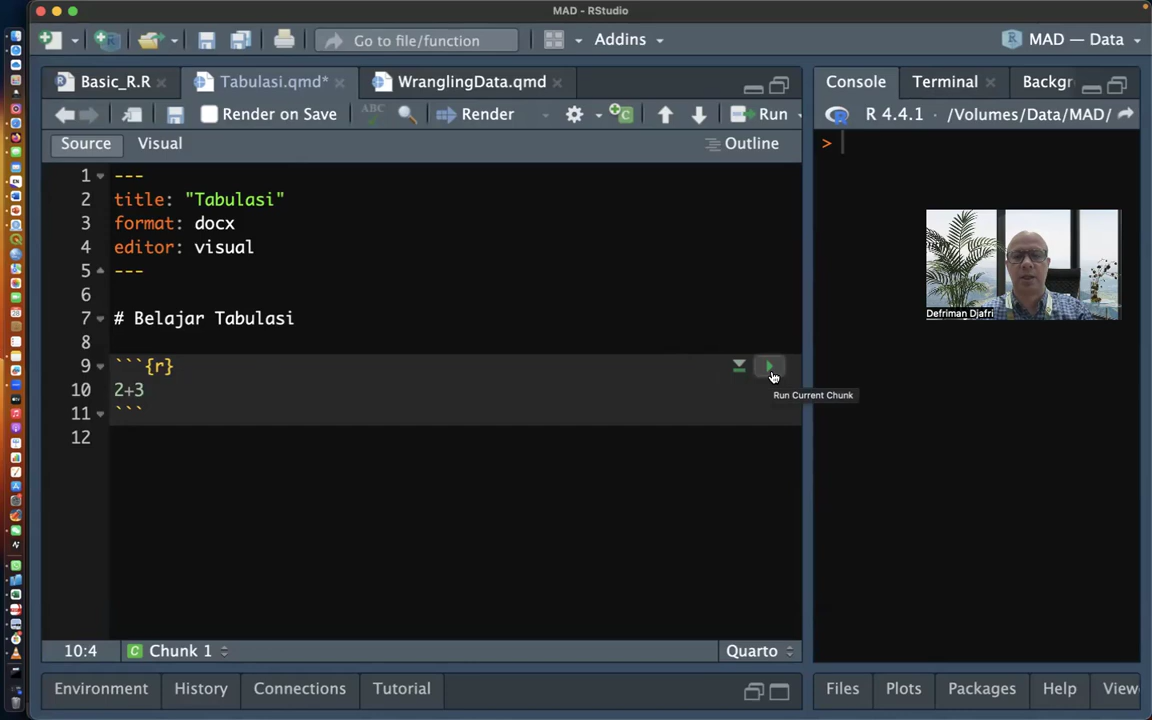 MAD - RStudio
Go to file/function
Addins
MAD — Data
Basic_R.R
Tabulasi.qmd*
WranglingData.qmd
Console
Terminal
Backgr
Render on Save
ABC
Render
Run
R 4.4.1 · /Volumes/Data/MAD/
Source
Visual
Outline
>
1 ---
2 title: "Tabulasi"
3 format: docx
4 editor: visual
5 ---
6
7 # Belajar Tabulasi
8
9 ```{r}
10 2+3
11 ```
12
Run Current Chunk
Defriman Djafri
10:4
Chunk 1
Quarto
Environment
History
Connections
Tutorial
Files
Plots
Packages
Help
View